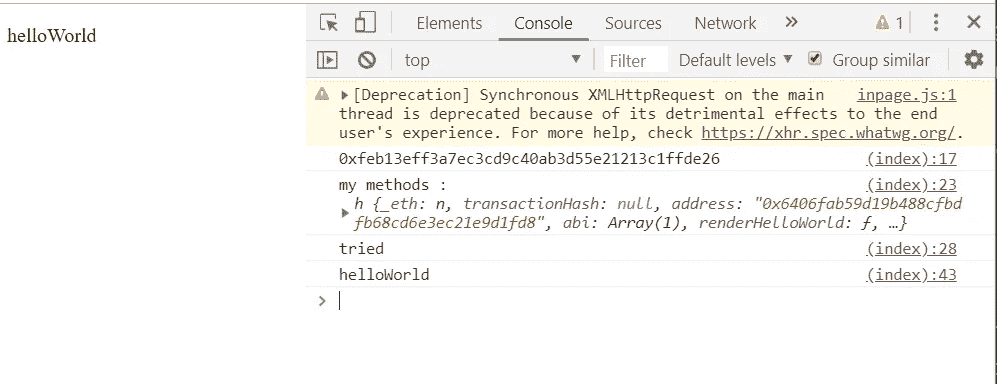 helloWorld
Elements Console Sources Network » 1
top Filter Default levels Group similar
[Deprecation] Synchronous XMLHttpRequest on the main inpage.js:1
thread is deprecated because of its detrimental effects to the end
user's experience. For more help, check https://xhr.spec.whatwg.org/.
0xfeb13eff3a7ec3cd9c40ab3d55e21213c1ffde26 (index):17
my methods : (index):23
h {_eth: n, transactionHash: null, address: "0x6406fab59d19b488cfbd
fb68cd6e3ec21e9d1fd8", abi: Array(1), renderHelloWorld: ƒ, …}
tried (index):28
helloWorld (index):43